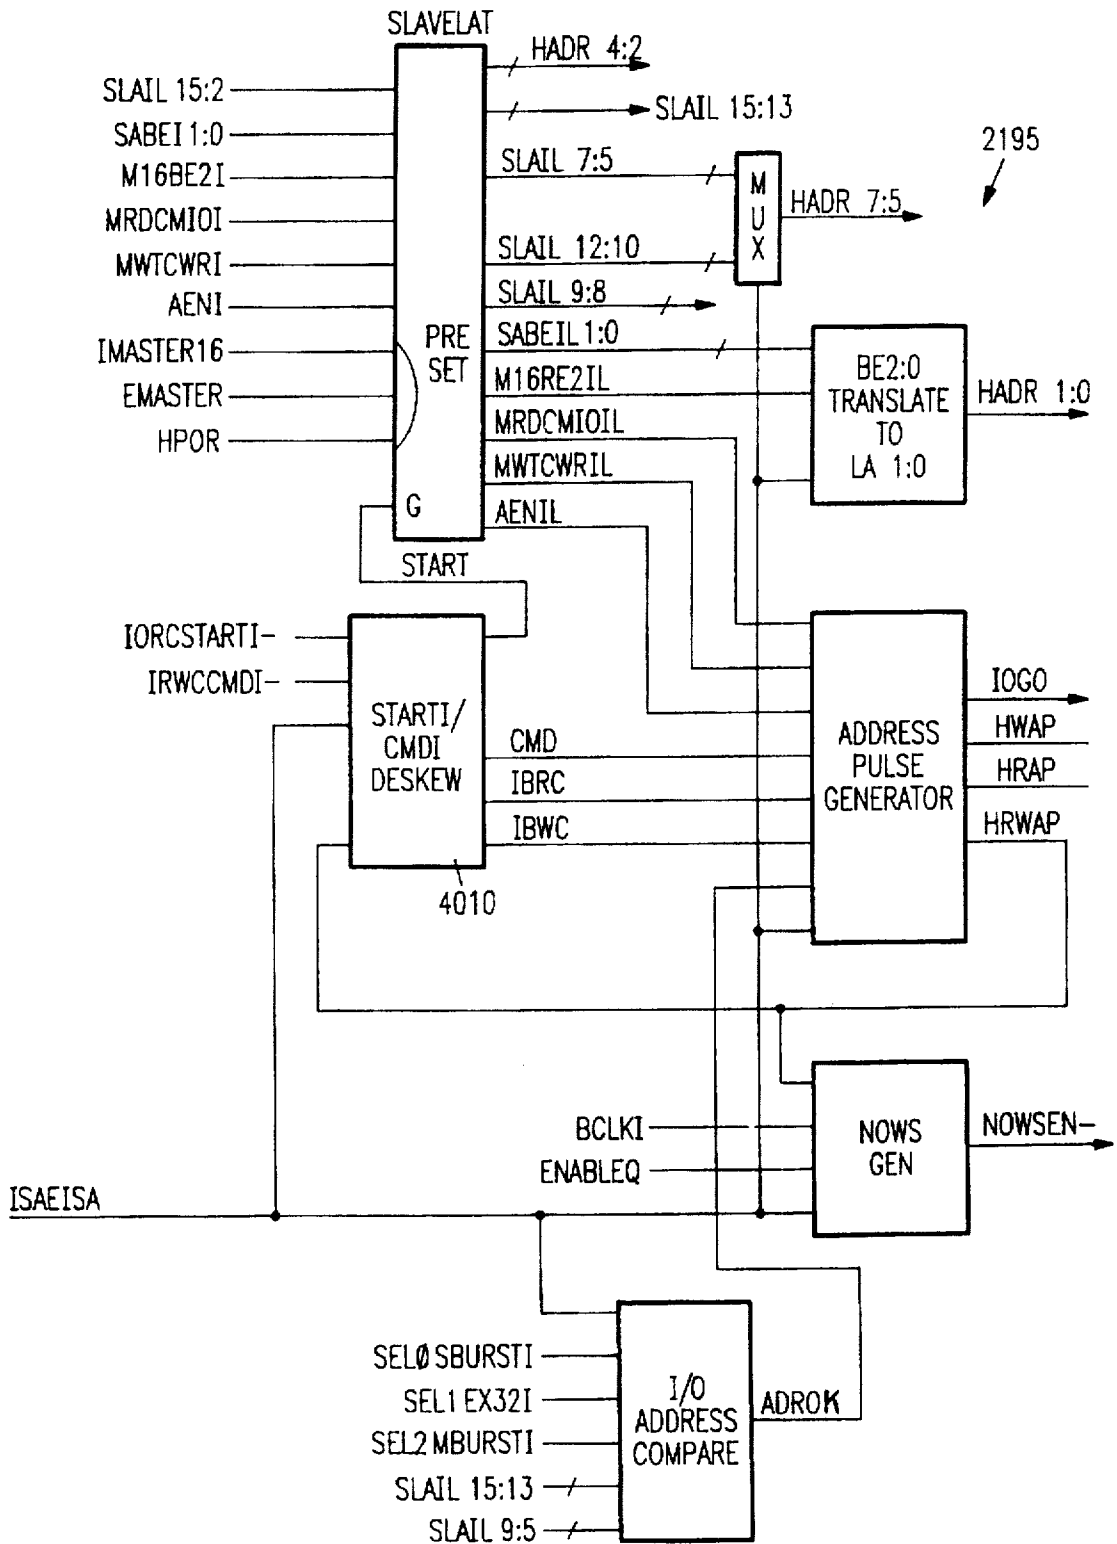 SLAVELAT
HADR 4:2
SLAIL 15:2
SLAIL 15:13
SABEI 1:0
2195
M16BE2I
SLAIL 7:5
MUX
HADR 7:5
MRDCMIOI
MWTCWRI
SLAIL 12:10
AENI
SLAIL 9:8
PRE
SET
SABEIL 1:0
IMASTER16
EMASTER
M16RE2IL
BE2:0
TRANSLATE
TO
LA 1:0
HADR 1:0
HPOR
MRDCMIOIL
MWTCWRIL
G
AENIL
START
IORCSTARTI-
IRWCCMDI-
STARTI/
CMDI
DESKEW
CMD
IBRC
IBWC
4010
ADDRESS
PULSE
GENERATOR
IOGO
HWAP
HRAP
HRWAP
BCLKI
ENABLEQ
NOWS
GEN
NOWSEN-
ISAEISA
SELØ SBURSTI
SEL1 EX32I
SEL2 MBURSTI
SLAIL 15:13
SLAIL 9:5
I/O
ADDRESS
COMPARE
ADROK